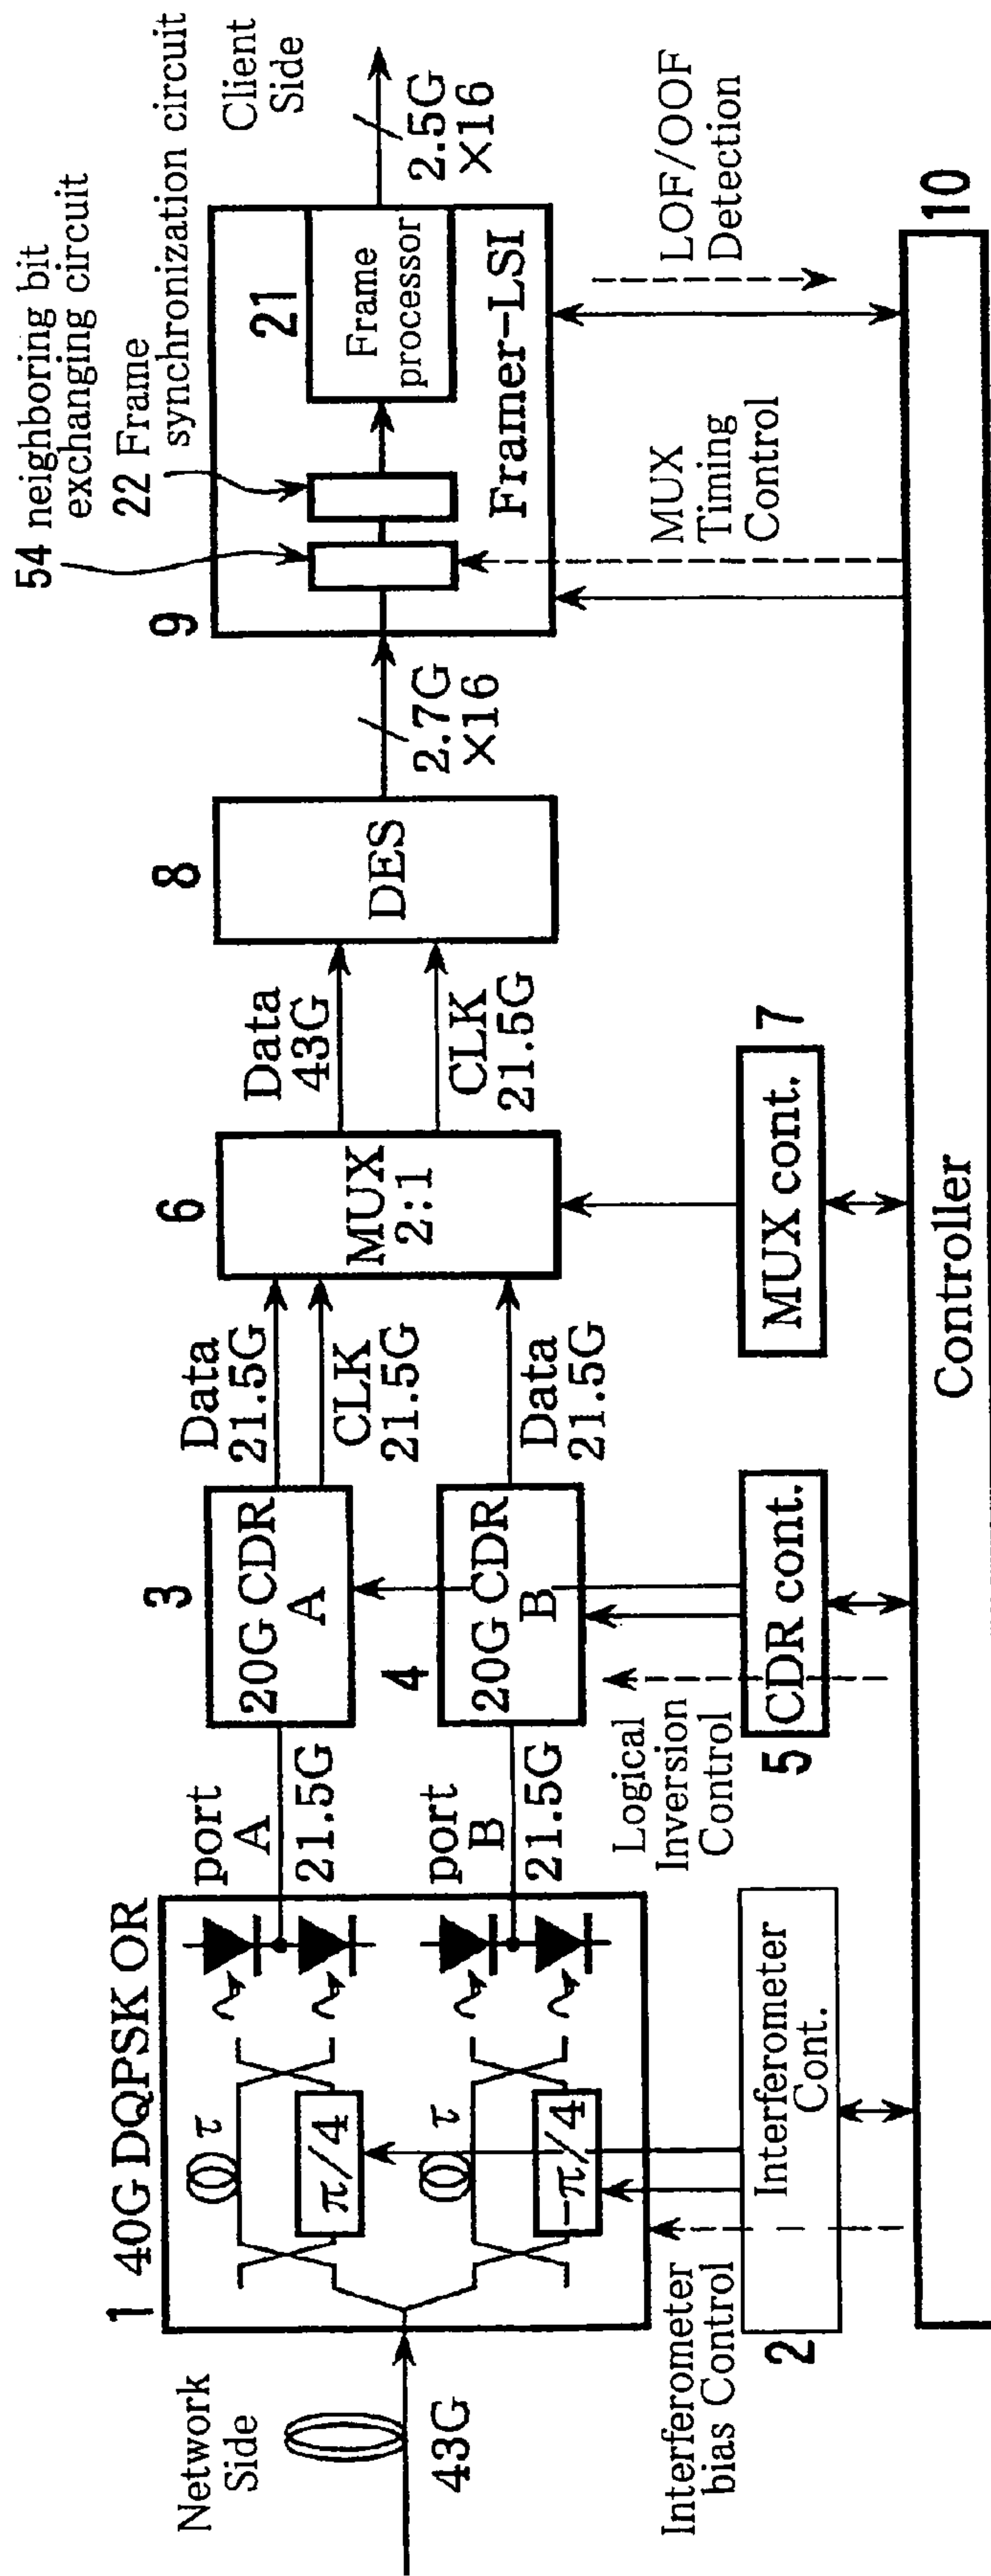 Network
Side
43G
1 40G DQPSK OR
τ
π/4
τ
-π/4
Interferometer
bias Control
2
Interferometer
Cont.
port
A
21.5G
port
B
21.5G
Logical
Inversion
Control
3
20G CDR
A
4
20G CDR
B
5
CDR cont.
Data
21.5G
CLK
21.5G
Data
21.5G
6
MUX
2:1
MUX cont.
7
Data
43G
CLK
21.5G
8
DES
2.7G
×16
9
54 neighboring bit
exchanging circuit
22 Frame
synchronization circuit
21
Frame
processor
Framer-LSI
Client
Side
2.5G
×16
MUX
Timing
Control
LOF/OOF
Detection
Controller
10